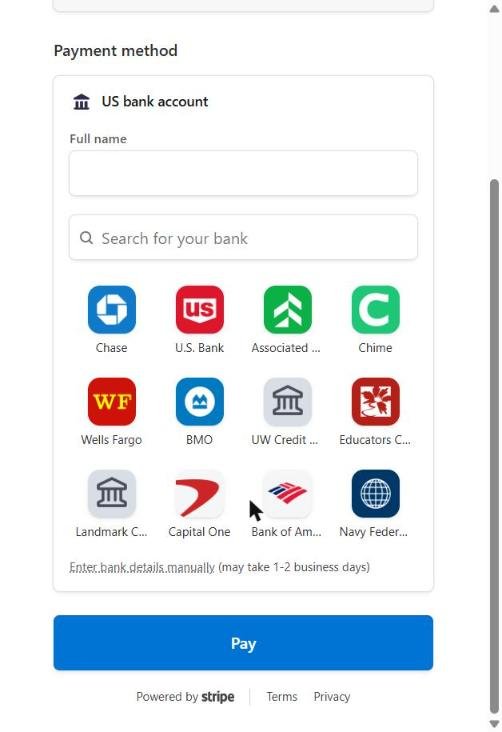 Payment method
US bank account
Full name
Search for your bank
us
C
Chase
U.S. Bank
Associated ...
Chime
WF
Wells Fargo
BMO
UW Credit ...
Educators C...
Landmark C...
Capital One
Bank of Am...
Navy Feder...
Enter bank details manually (may take 1-2 business days)
Pay
Powered by stripe
Terms
Privacy